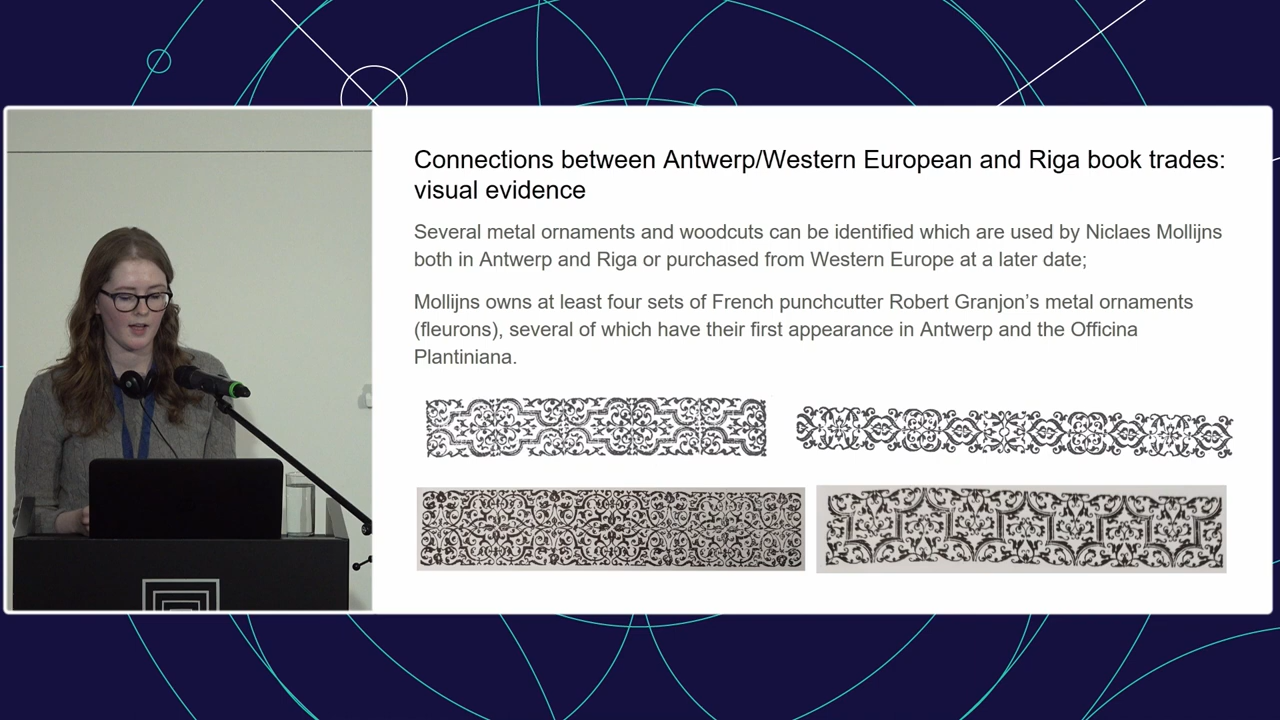 Connections between Antwerp/Western European and Riga book trades:
visual evidence
Several metal ornaments and woodcuts can be identified which are used by Niclaes Mollijns
both in Antwerp and Riga or purchased from Western Europe at a later date;
Mollijns owns at least four sets of French punchcutter Robert Granjon’s metal ornaments
(fleurons), several of which have their first appearance in Antwerp and the Officina
Plantiniana.